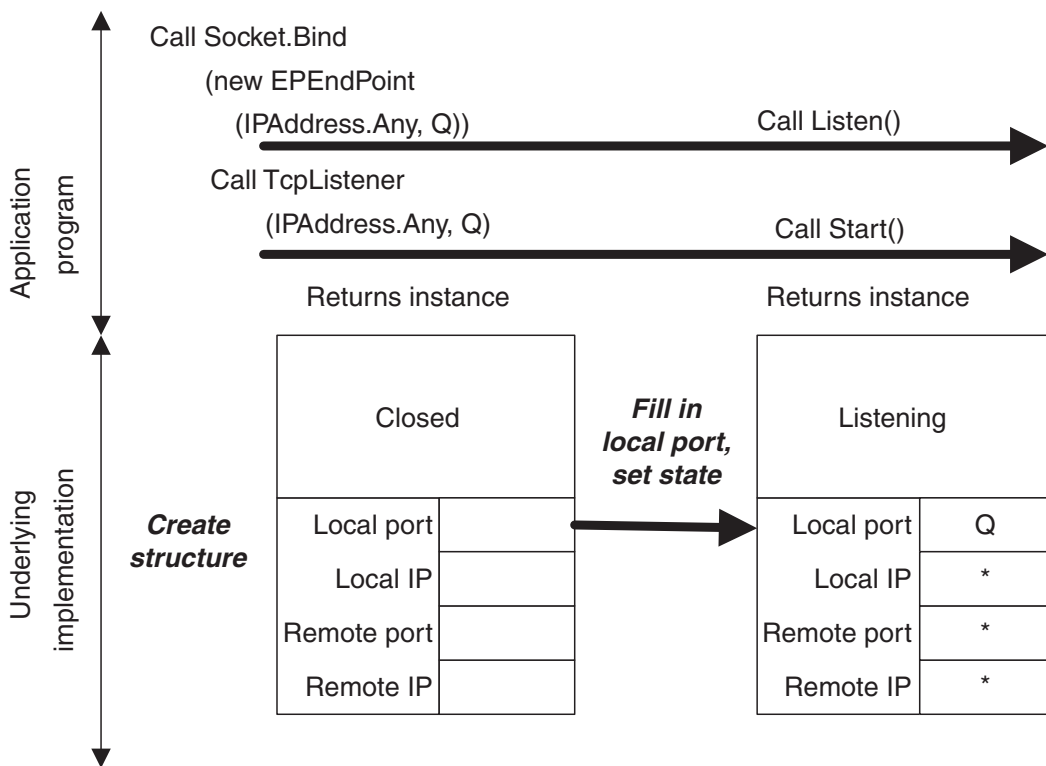 Call Socket.Bind
(new EPEndPoint
(IPAddress.Any, Q))
Call Listen()
Call TcpListener
(IPAddress.Any, Q)
Call Start()
Application
program
Returns instance
Returns instance
Closed
Fill in
local port,
set state
Listening
Underlying
implementation
Create
structure
Local port
Local IP
Remote port
Remote IP
Local port Q
Local IP *
Remote port *
Remote IP *